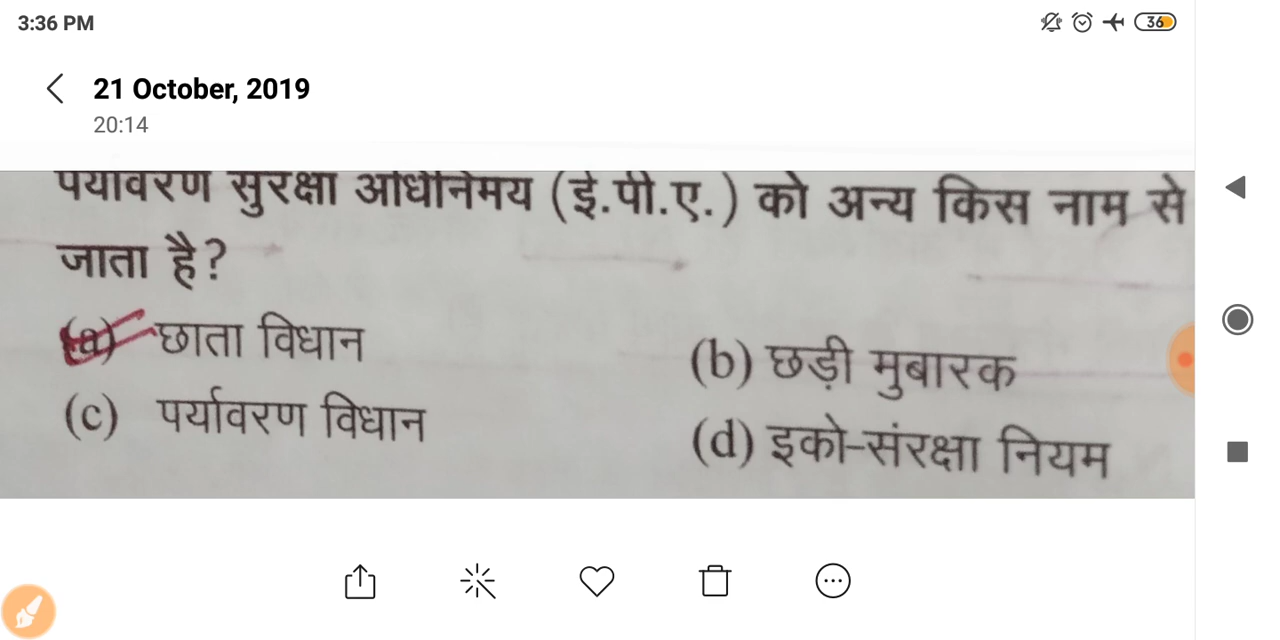 3:36 PM
36
21 October, 2019
20:14
पर्यावरण सुरक्षा अधिनिमय (ई.पी.ए.) को अन्य किस नाम से
जाता है?
(a) छाता विधान
(b) छड़ी मुबारक
(c) पर्यावरण विधान
(d) इको-संरक्षा नियम